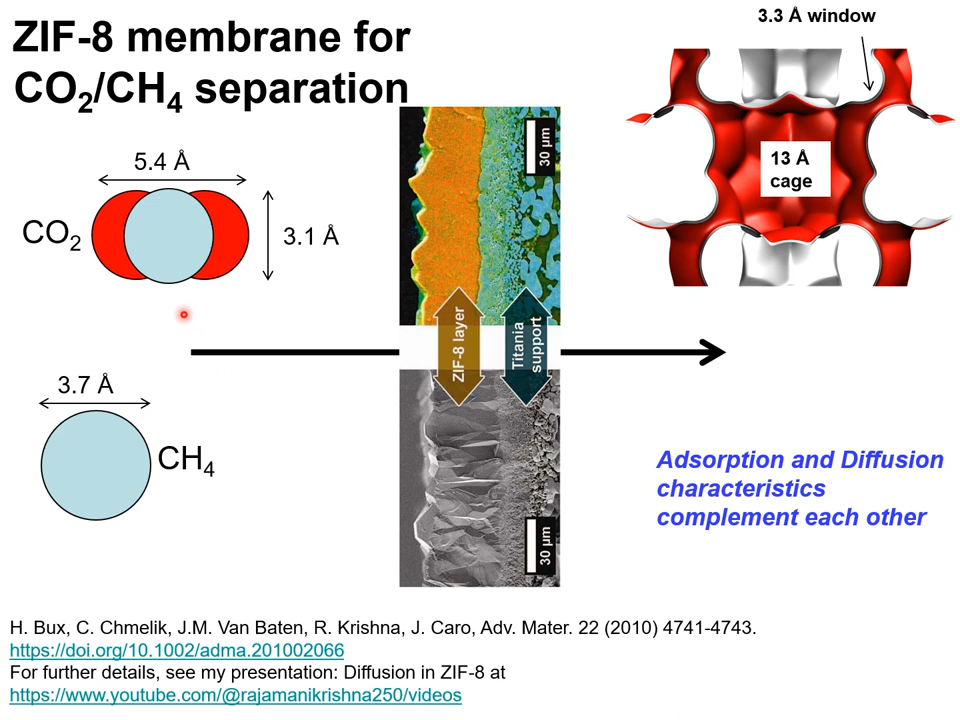 ZIF-8 membrane for
CO₂/CH₄ separation
3.3 Å window
5.4 Å
CO₂
3.1 Å
30 µm
13 Å
cage
ZIF-8 layer
Titania
support
3.7 Å
CH₄
30 µm
Adsorption and Diffusion
characteristics
complement each other
H. Bux, C. Chmelik, J.M. Van Baten, R. Krishna, J. Caro, Adv. Mater. 22 (2010) 4741-4743.
https://doi.org/10.1002/adma.201002066
For further details, see my presentation: Diffusion in ZIF-8 at
https://www.youtube.com/@rajamanikrishna250/videos